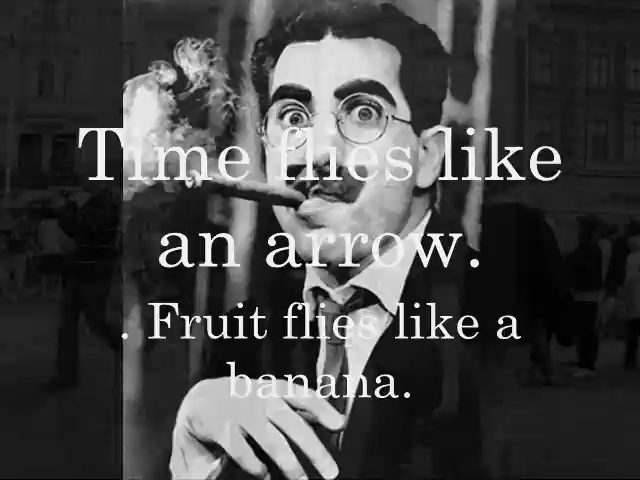 Time flies like
an arrow.
. Fruit flies like a
banana.